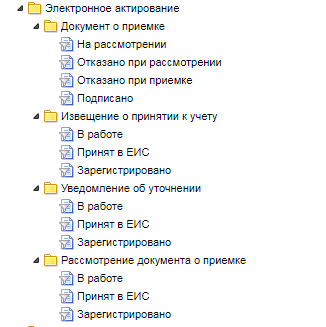 Электронное актирование
Документ о приемке
На рассмотрении
Отказано при рассмотрении
Отказано при приемке
Подписано
Извещение о принятии к учету
В работе
Принят в ЕИС
Зарегистрировано
Уведомление об уточнении
В работе
Принят в ЕИС
Зарегистрировано
Рассмотрение документа о приемке
В работе
Принят в ЕИС
Зарегистрировано